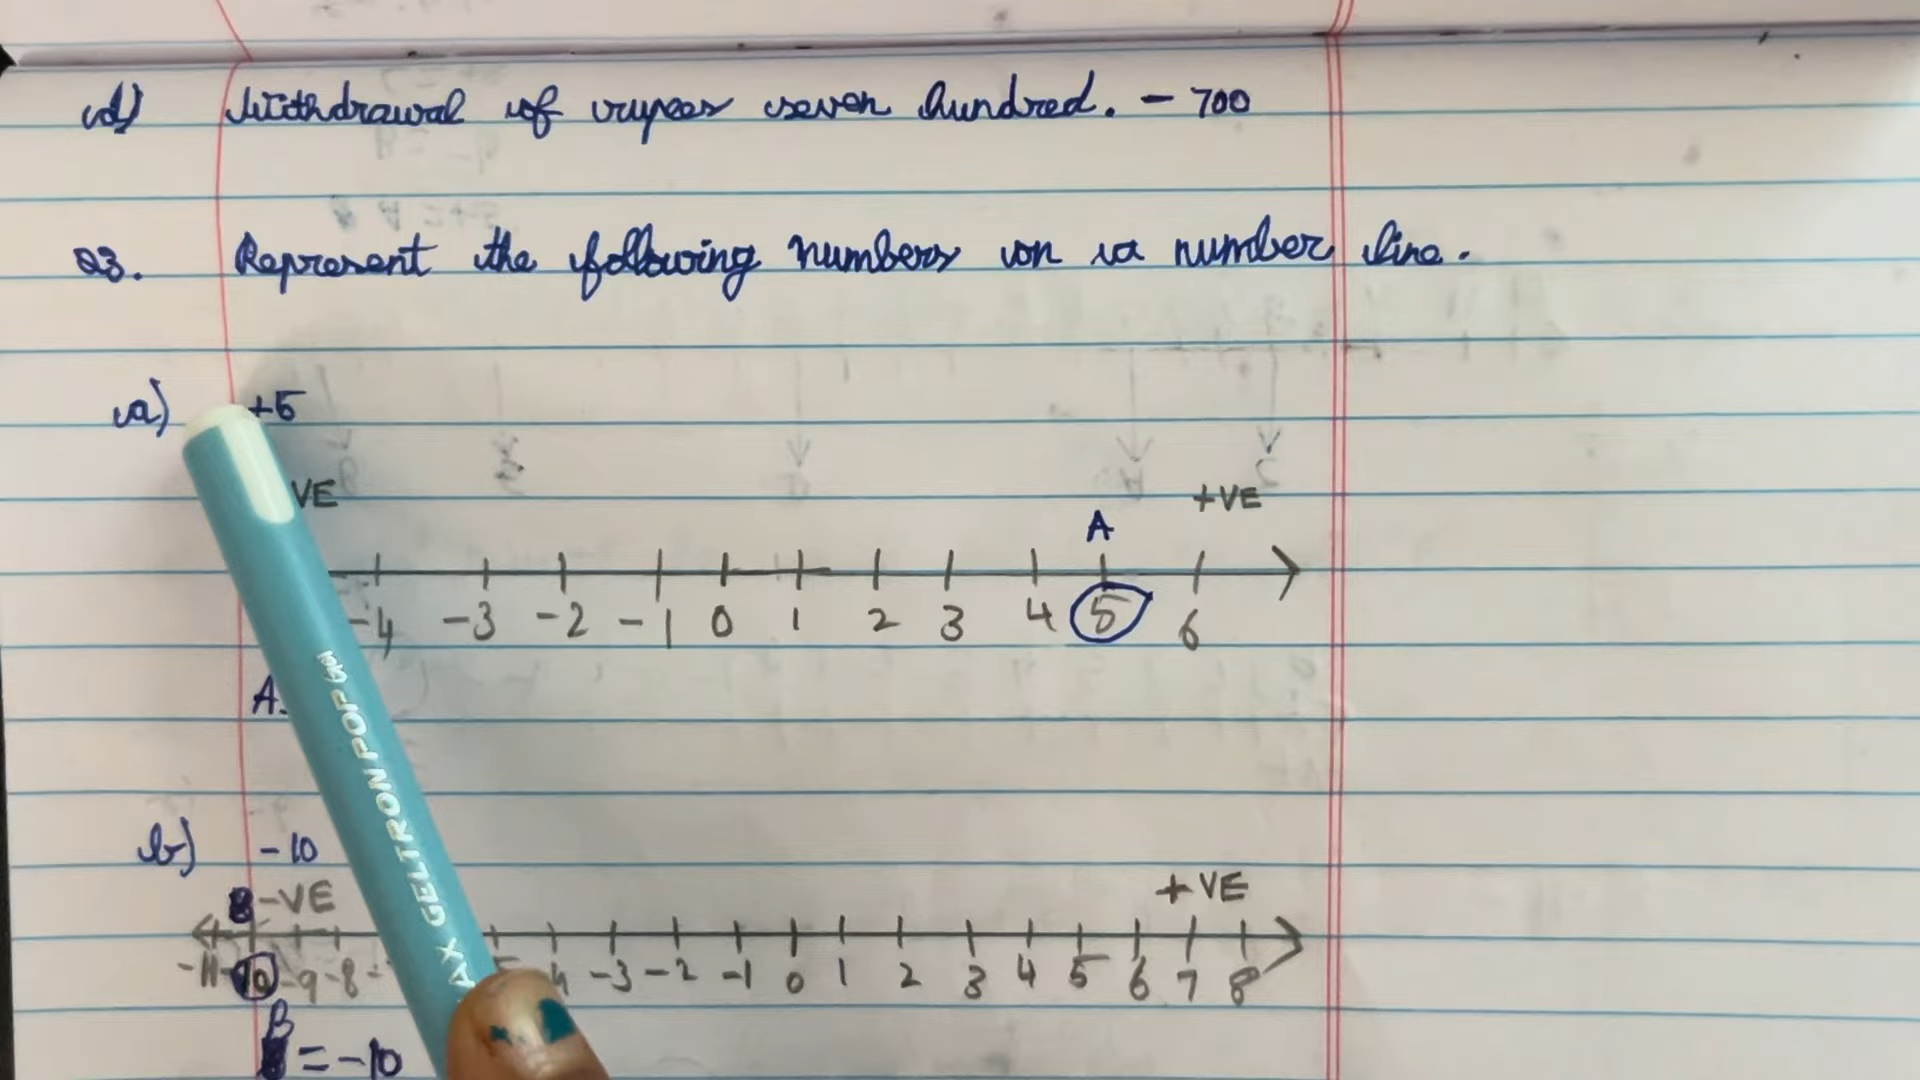 d) Withdrawal of rupees seven hundred. - 700
Q3. Represent the following numbers on a number line.
a) +5
VE +VE
A
-4 -3 -2 -1 0 1 2 3 4 5 6
A
b) -10
B -VE +VE
-11 -10 -9 -8 -3 -2 -1 0 1 2 3 4 5 6 7 8
B
= -10
GELTRON POP